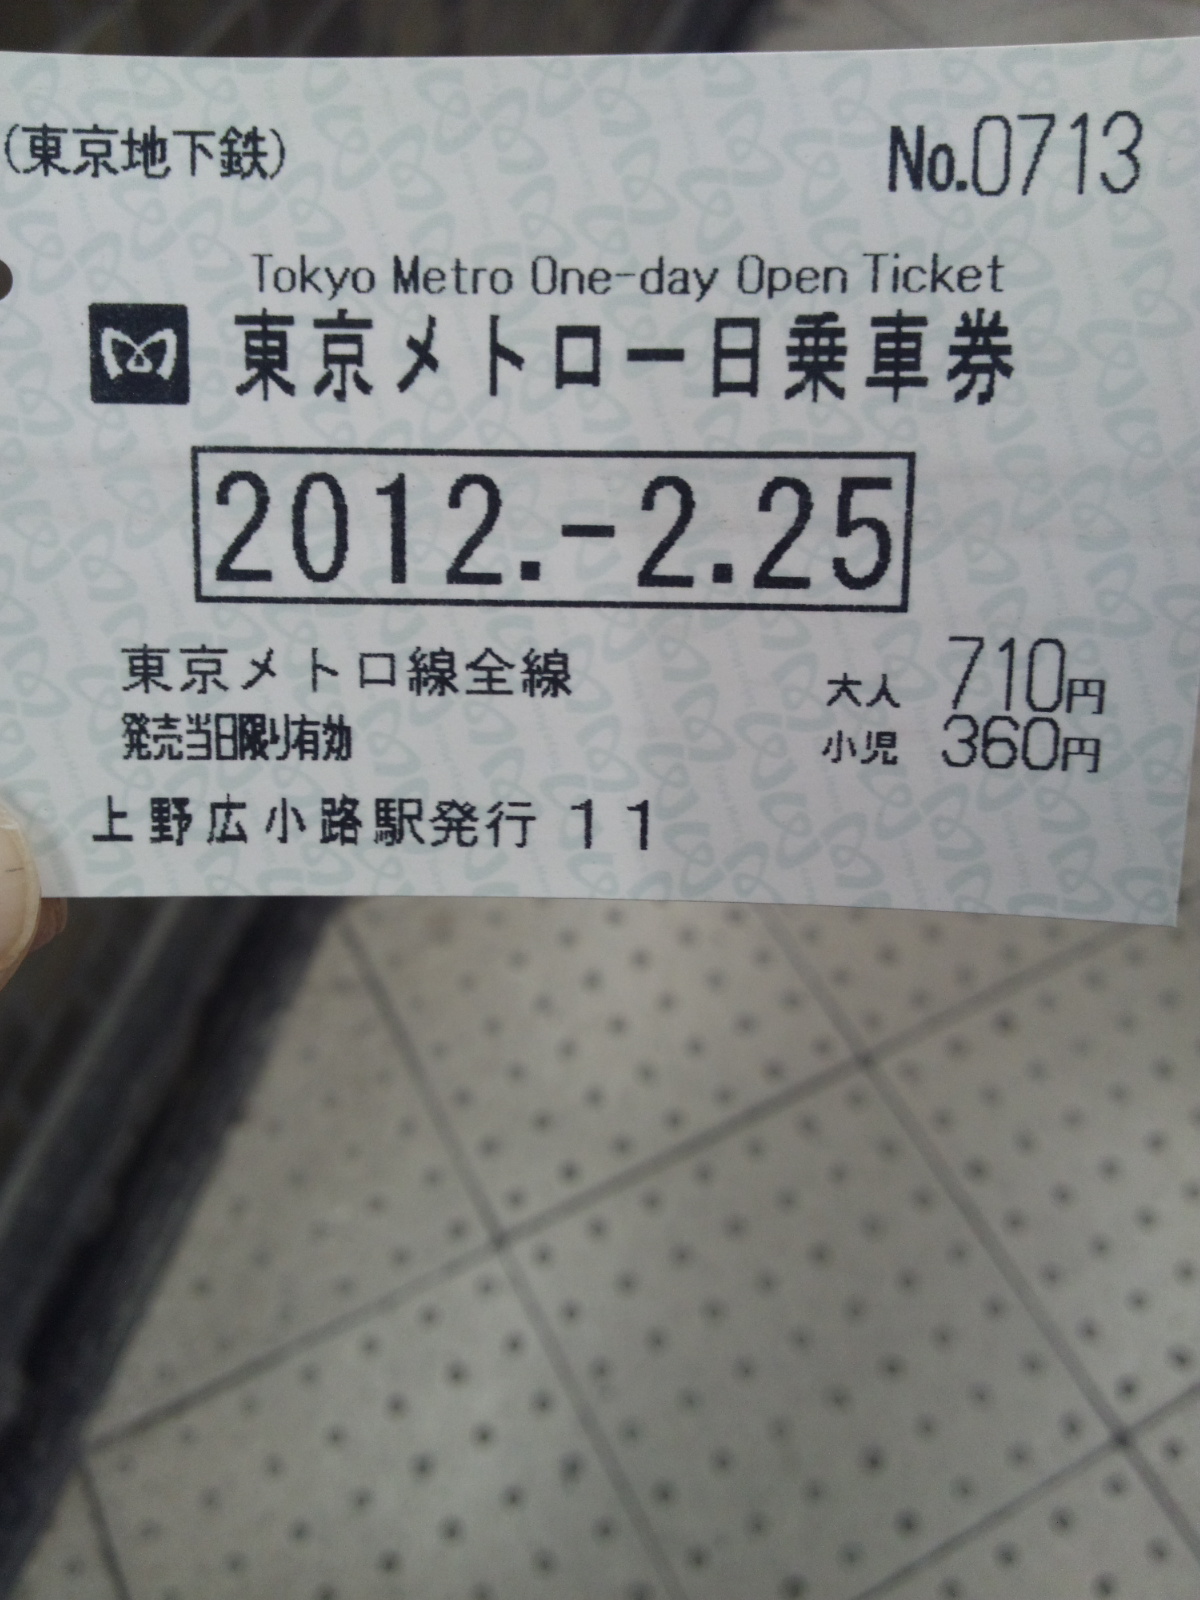 (東京地下鉄)
No.0713
Tokyo Metro One-day Open Ticket
東京メトロ一日乗車券
2012.-2.25
東京メトロ線全線
大人 710円
発売当日限り有効
小児 360円
上野広小路駅発行 11